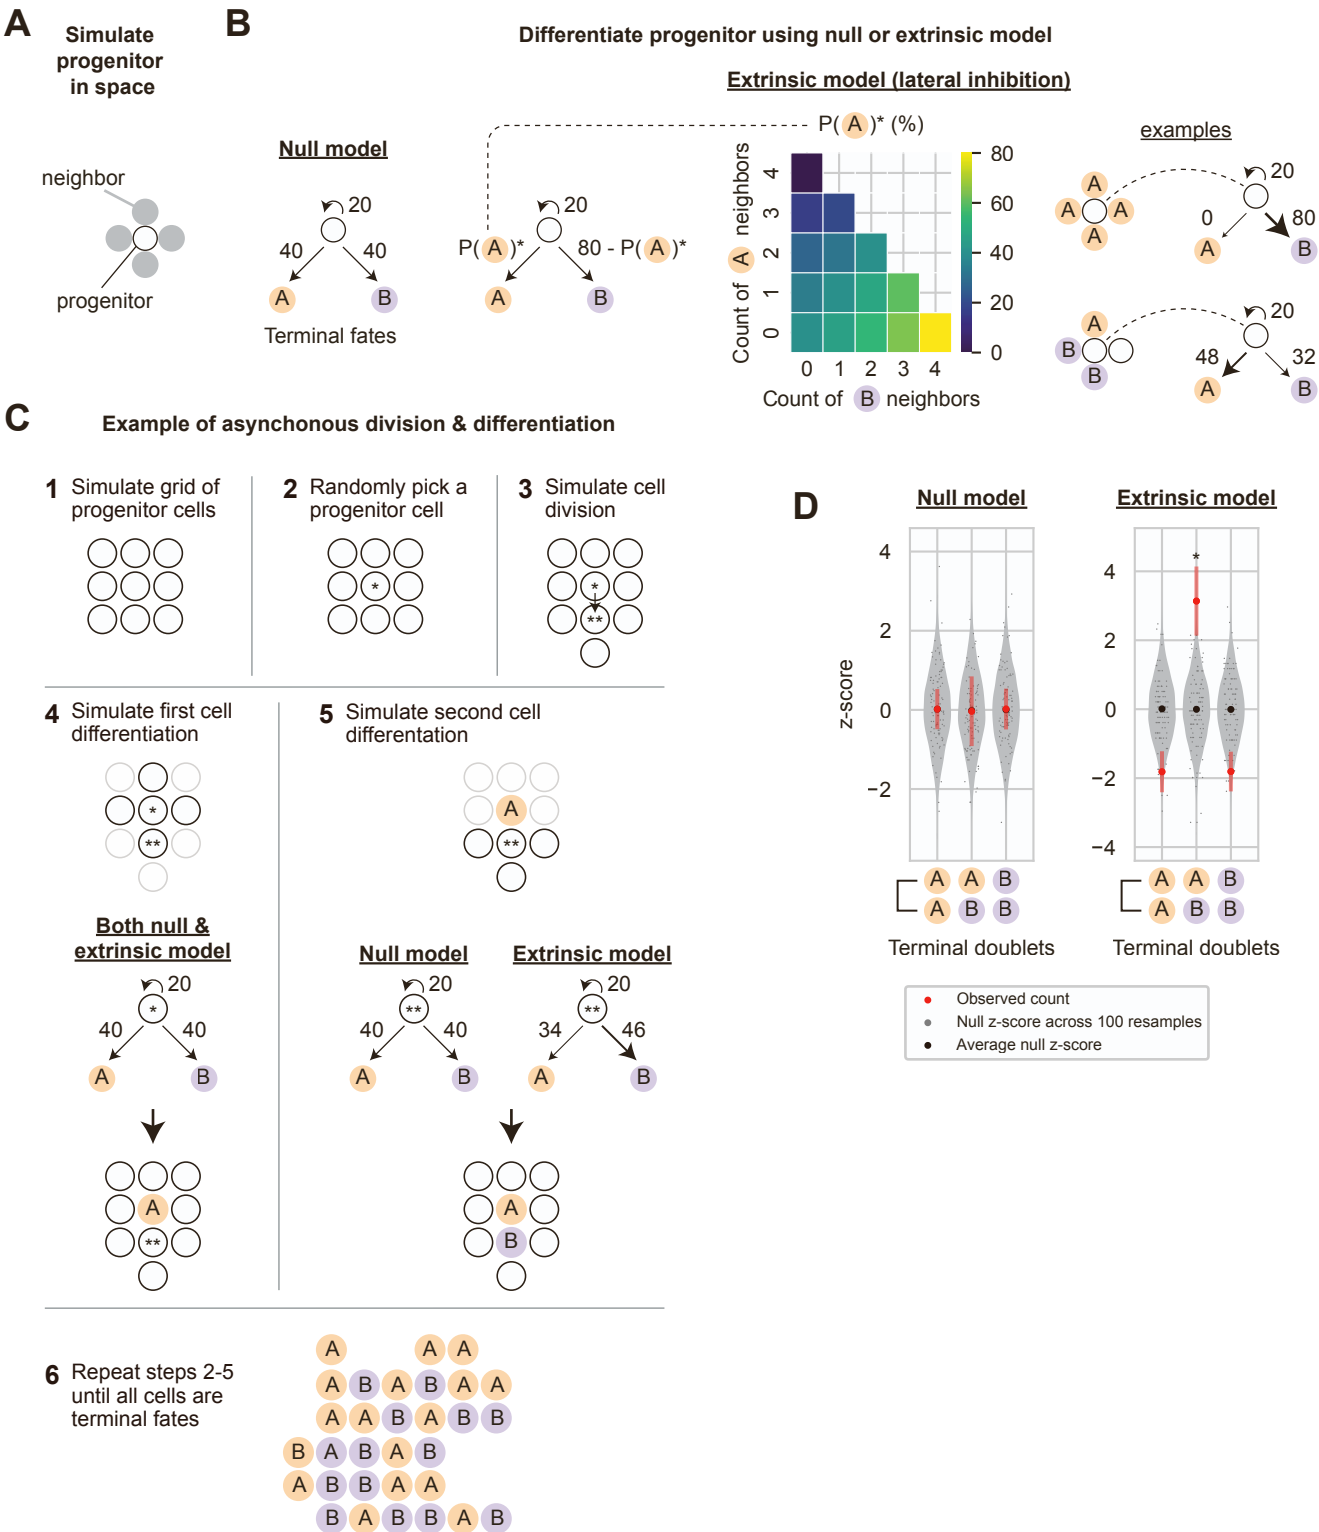 A
Simulate
progenitor
in space
neighbor
progenitor
B
Differentiate progenitor using null or extrinsic model
Null model
20
40
40
A
B
Terminal fates
Extrinsic model (lateral inhibition)
P( A )* (%)
20
P( A )*
80 - P( A )*
A
B
Count of A neighbors
4
3
2
1
0
0 1 2 3 4
Count of B neighbors
80
60
40
20
0
examples
A
A
A
A
20
0
80
A
B
A
B
B
20
48
32
A
B
C
Example of asynchonous division & differentiation
1 Simulate grid of
progenitor cells
2 Randomly pick a
progenitor cell
*
3 Simulate cell
division
*
**
4 Simulate first cell
differentiation
*
**
Both null &
extrinsic model
20
*
40
40
A
B
A
**
5 Simulate second cell
differentation
A
**
Null model
20
**
40
40
A
B
Extrinsic model
20
**
34
46
A
B
A
B
6 Repeat steps 2-5
until all cells are
terminal fates
A A A
A B A B A A
A A B A B B
B A B A B
A B B A A
B A B B A B
D
Null model
z-score
4
2
0
−2
A A B
A B B
Terminal doublets
Extrinsic model
*
4
2
0
−2
−4
A A B
A B B
Terminal doublets
Observed count
Null z-score across 100 resamples
Average null z-score